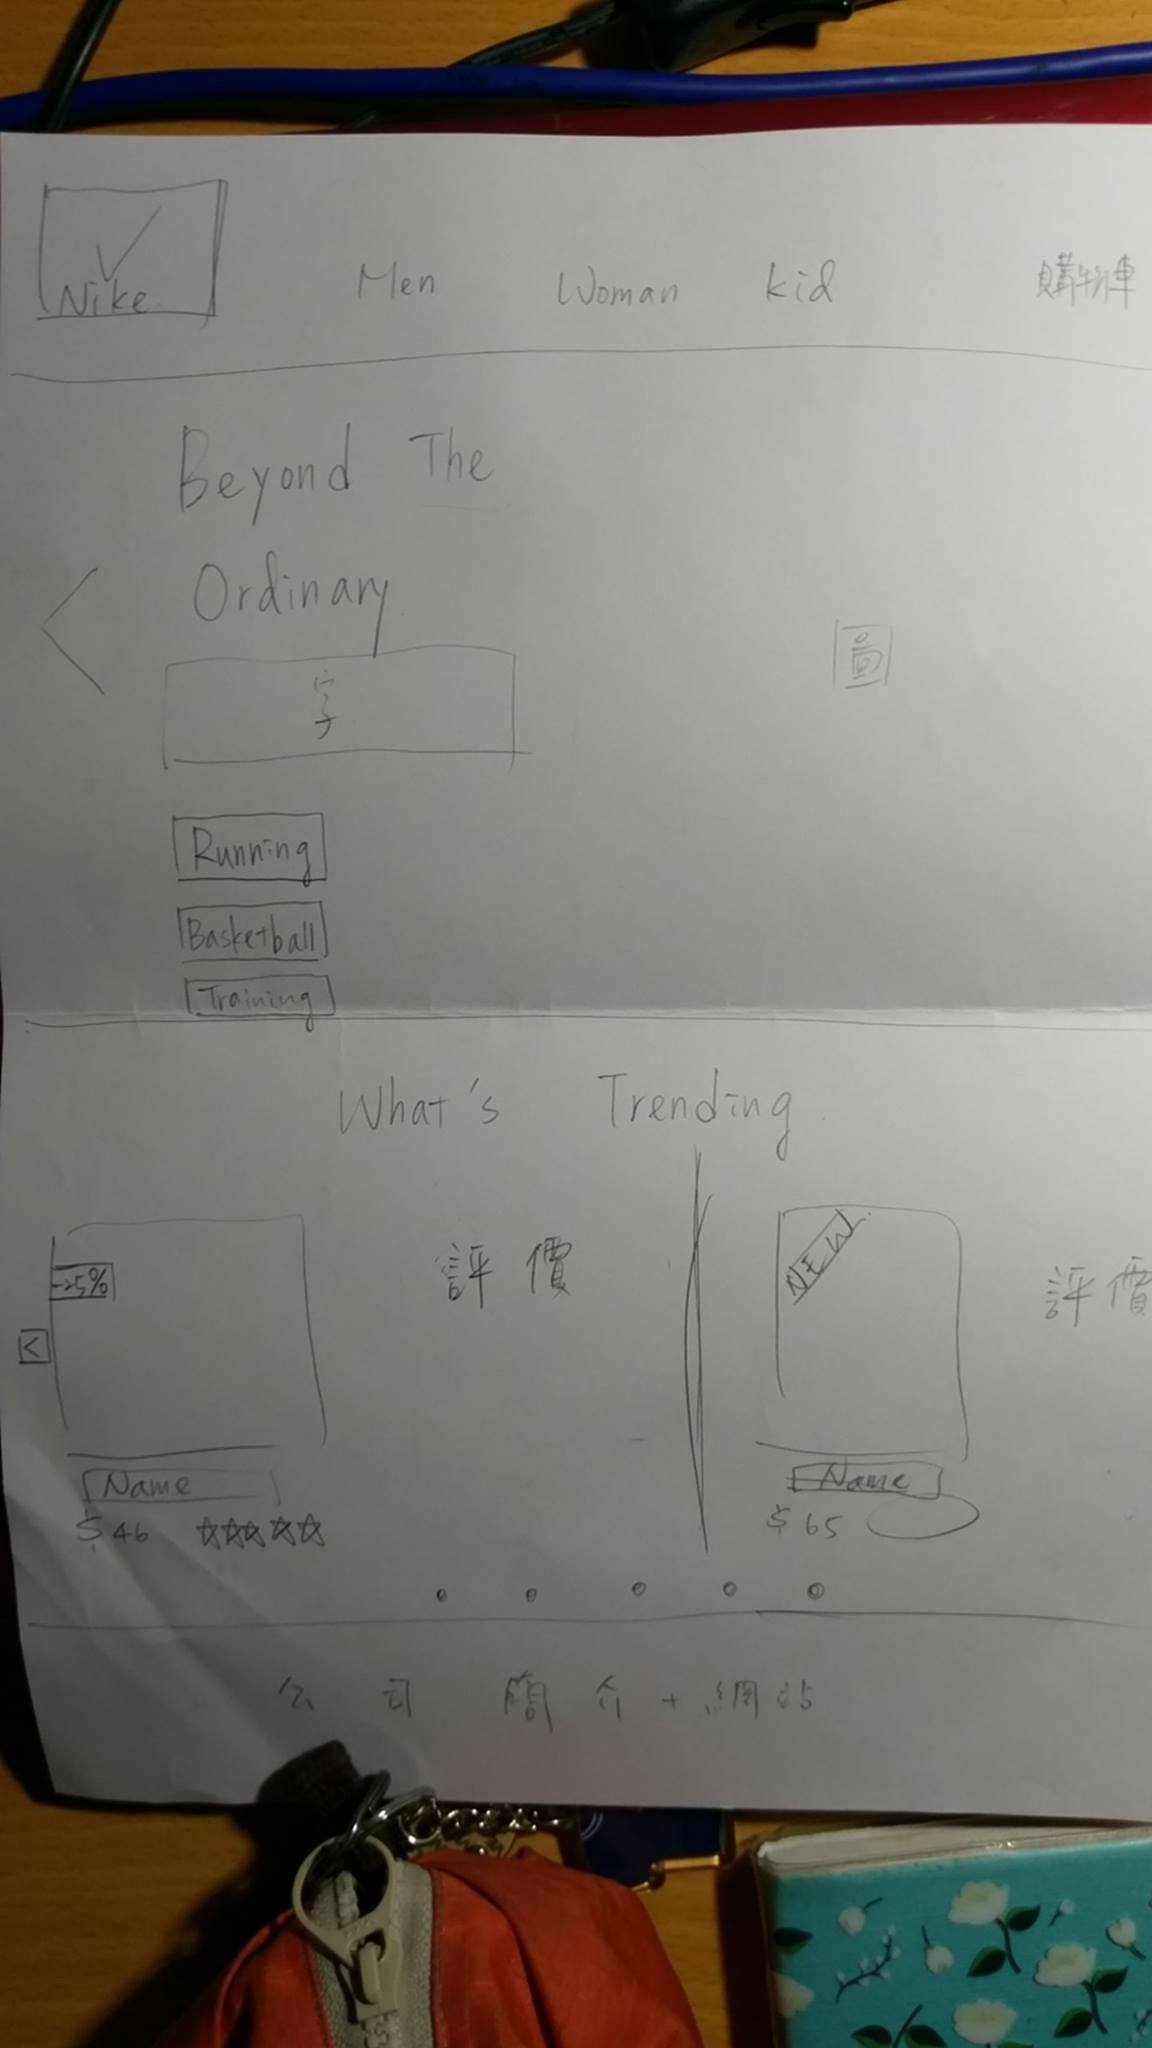 Nike
Men Woman kid 購物車
Beyond The
Ordinary
字
圖
Running
Basketball
Training
What's Trending
-25%
評價
NEW
評價
<
Name
Name
$46 ☆☆☆☆☆
$65
公司簡介+網站